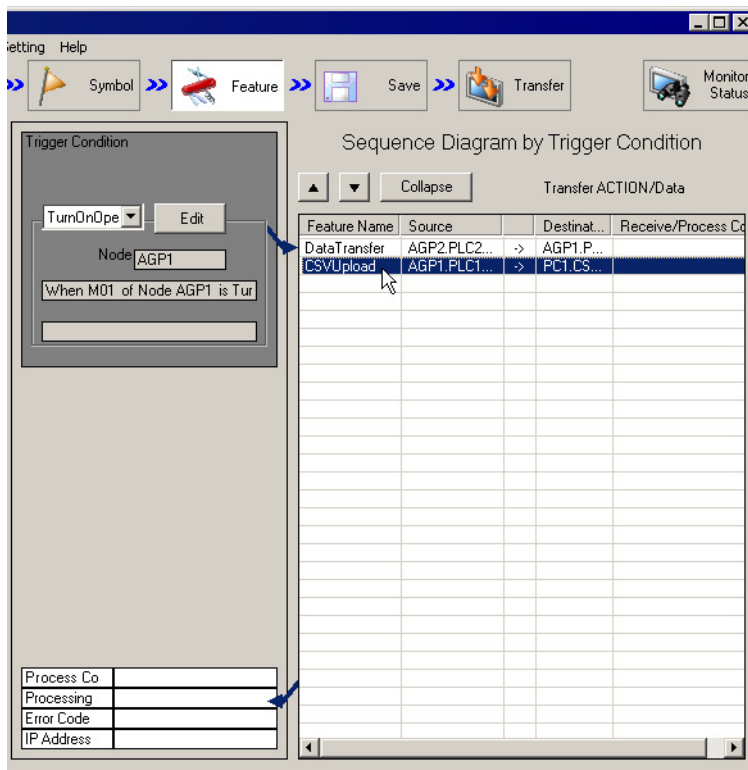 Setting Help
Symbol Feature Save Transfer Monitor
Status
Trigger Condition
Sequence Diagram by Trigger Condition
Collapse Transfer ACTION/Data
TurnOnOpe Edit
Node AGP1
When M01 of Node AGP1 is Tur
Feature Name Source Destinat... Receive/Process Co
DataTransfer AGP2.PLC2... -> AGP1.P...
CSVUpload AGP1.PLC1... -> PC1.CS...
Process Co
Processing
Error Code
IP Address